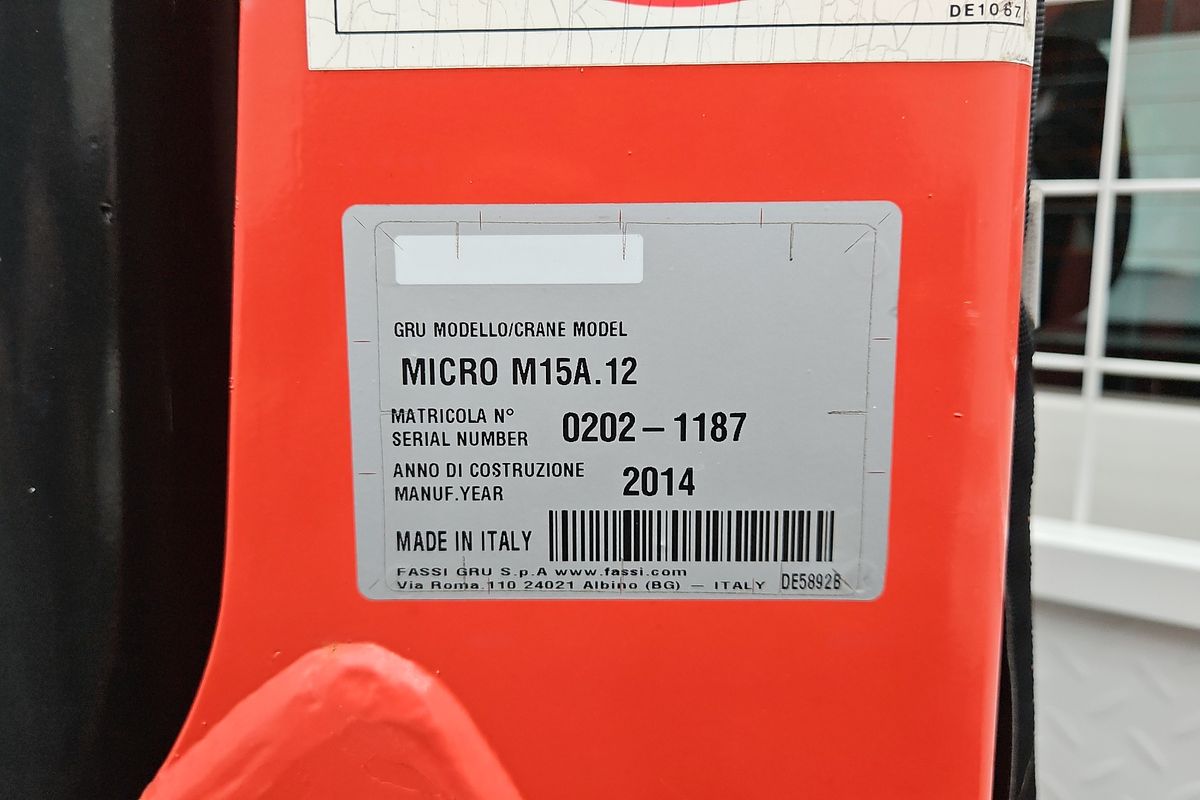 DE1067
GRU MODELLO/CRANE MODEL
MICRO M15A.12
MATRICOLA N°
SERIAL NUMBER 0202–1187
ANNO DI COSTRUZIONE
MANUF.YEAR 2014
MADE IN ITALY
FASSI GRU S.p.A www.fassi.com
Via Roma.110 24021 Albino (BG) – ITALY DE5892B